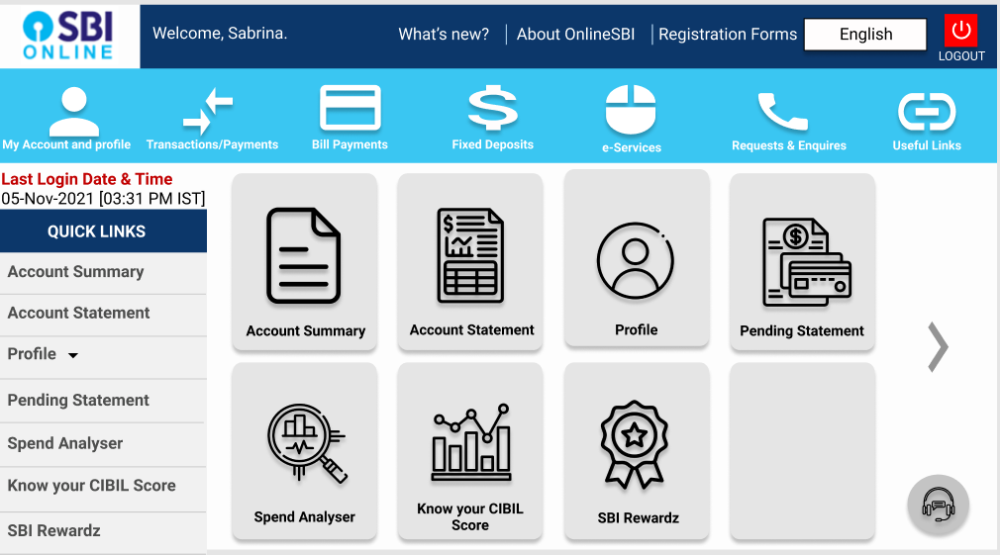 SBI
ONLINE
Welcome, Sabrina.
What's new?
About OnlineSBI
Registration Forms
English
LOGOUT
My Account and profile
Transactions/Payments
Bill Payments
Fixed Deposits
e-Services
Requests & Enquires
Useful Links
Last Login Date & Time
05-Nov-2021 [03:31 PM IST]
QUICK LINKS
Account Summary
Account Statement
Profile
Pending Statement
Spend Analyser
Know your CIBIL Score
SBI Rewardz
Account Summary
Account Statement
Profile
Pending Statement
Spend Analyser
Know your CIBIL
Score
SBI Rewardz